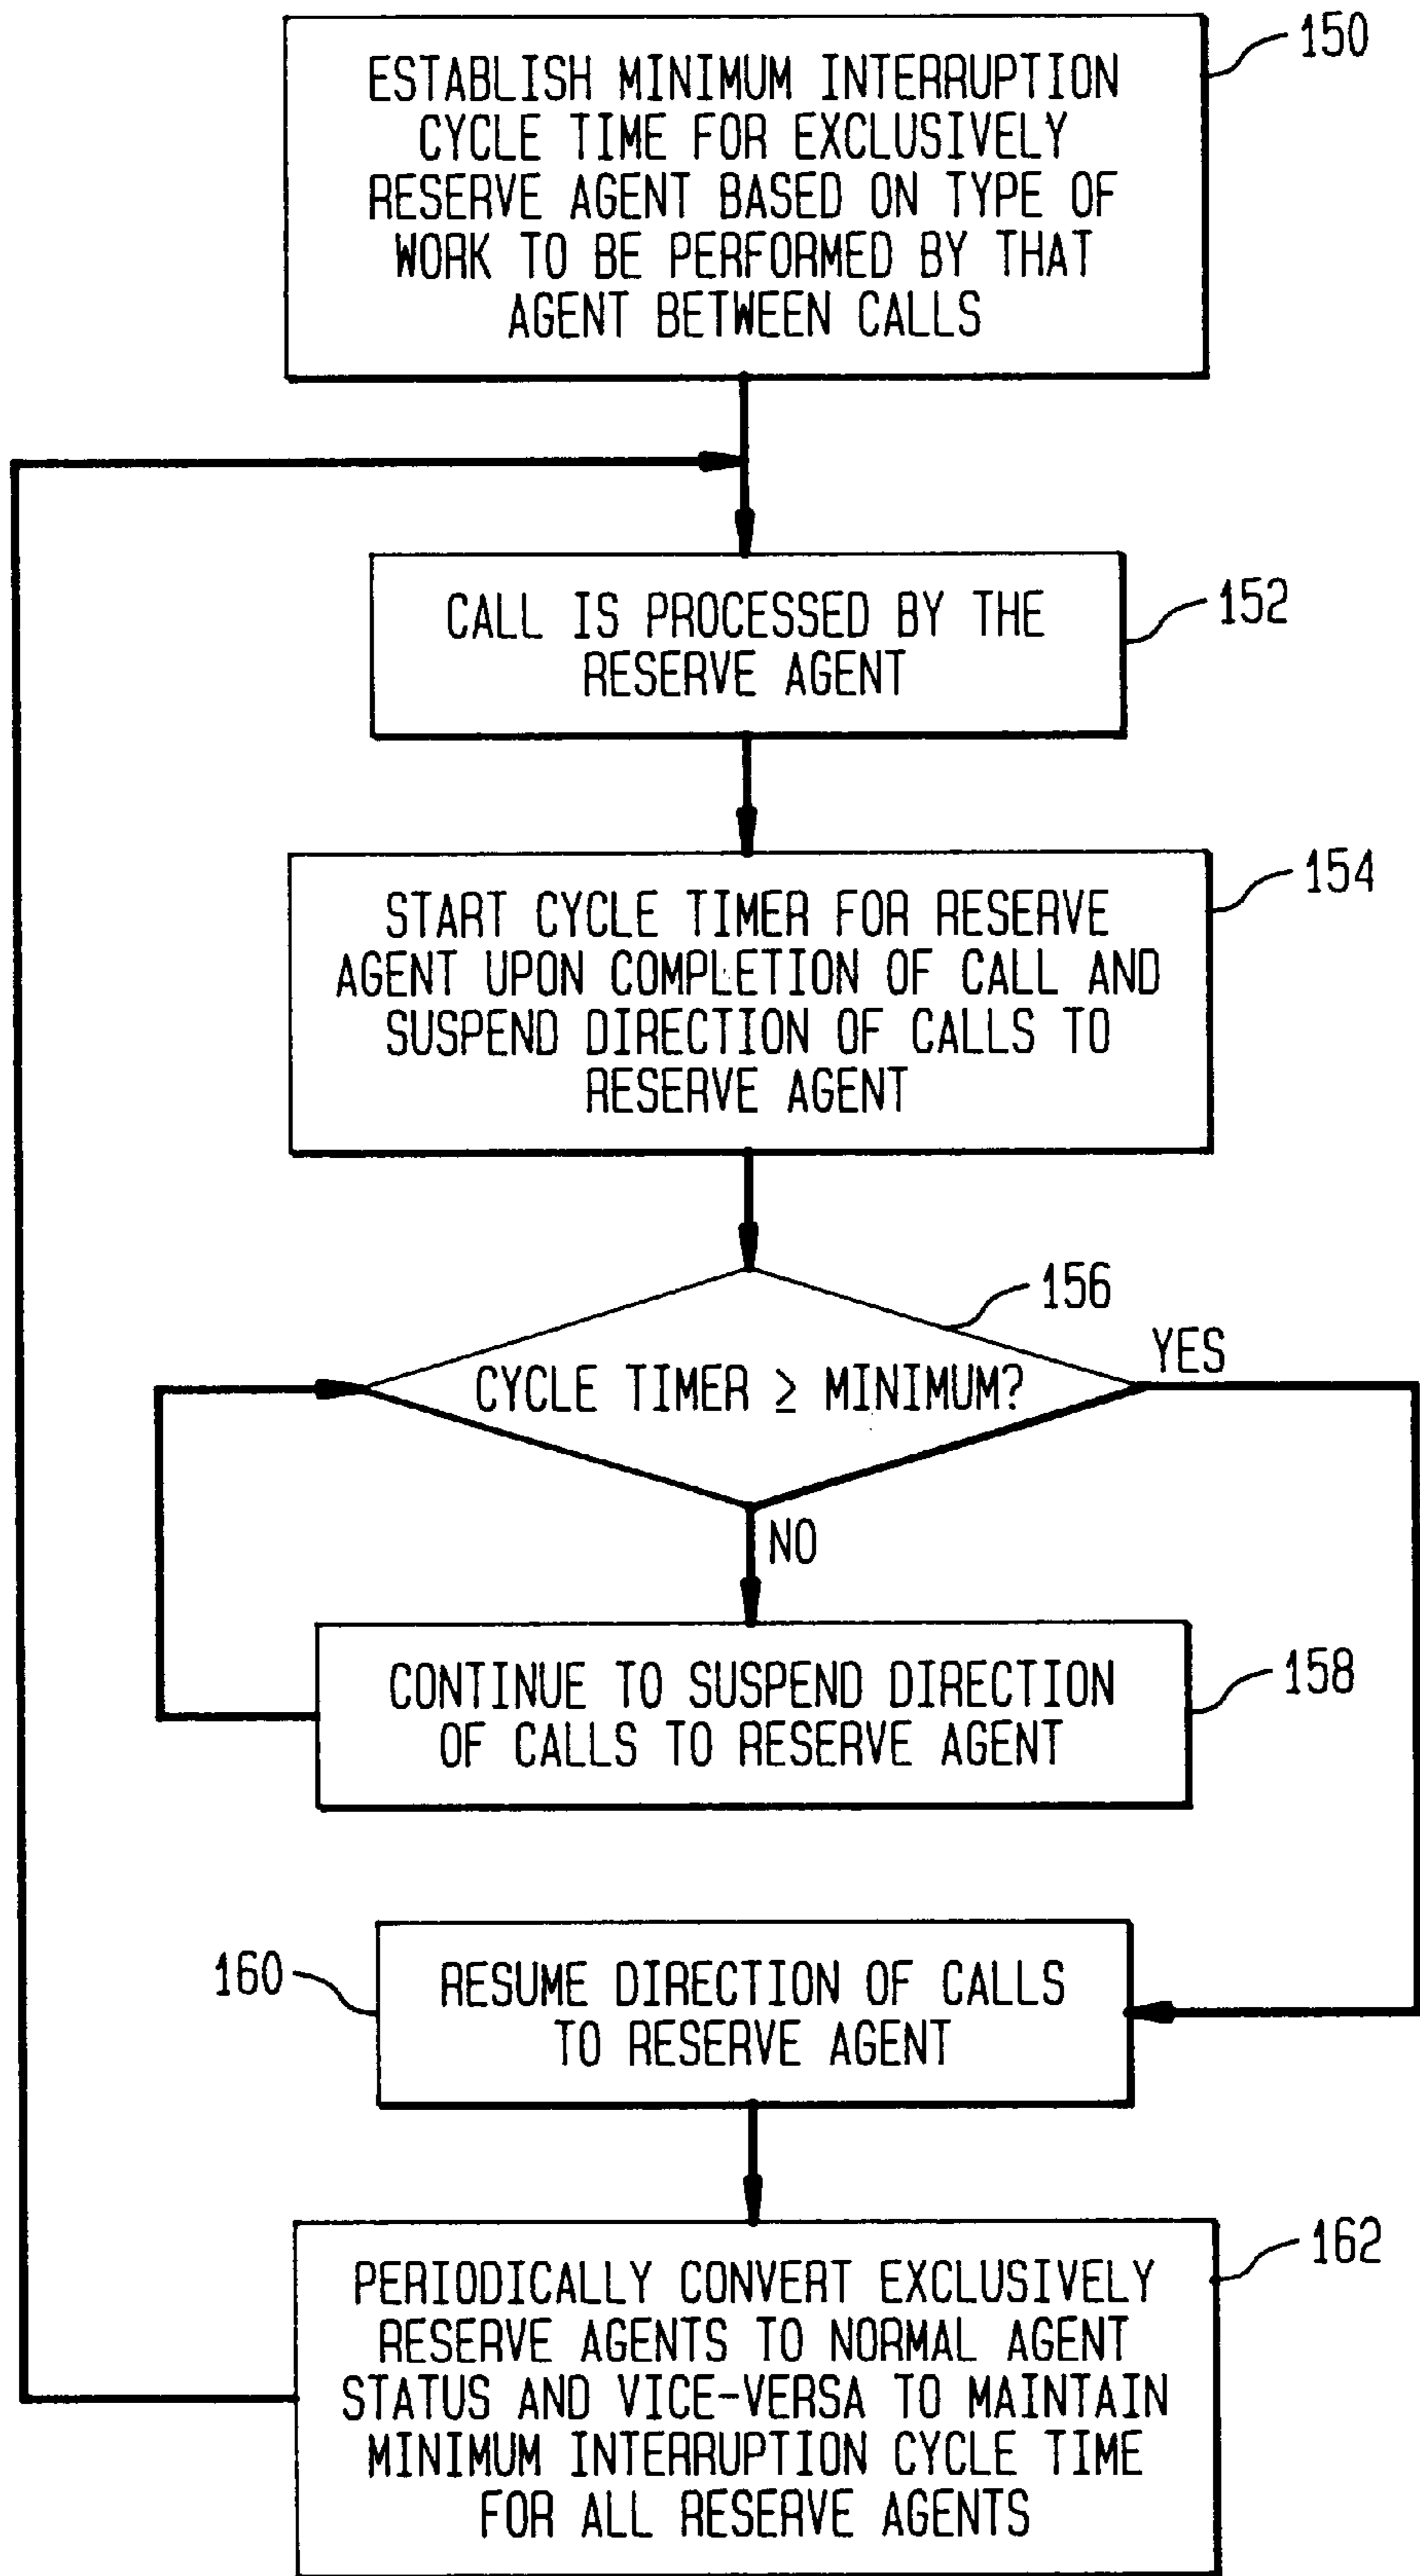 150
ESTABLISH MINIMUM INTERRUPTION
CYCLE TIME FOR EXCLUSIVELY
RESERVE AGENT BASED ON TYPE OF
WORK TO BE PERFORMED BY THAT
AGENT BETWEEN CALLS
152
CALL IS PROCESSED BY THE
RESERVE AGENT
154
START CYCLE TIMER FOR RESERVE
AGENT UPON COMPLETION OF CALL AND
SUSPEND DIRECTION OF CALLS TO
RESERVE AGENT
156
YES
CYCLE TIMER ≥ MINIMUM?
NO
158
CONTINUE TO SUSPEND DIRECTION
OF CALLS TO RESERVE AGENT
160
RESUME DIRECTION OF CALLS
TO RESERVE AGENT
162
PERIODICALLY CONVERT EXCLUSIVELY
RESERVE AGENTS TO NORMAL AGENT
STATUS AND VICE-VERSA TO MAINTAIN
MINIMUM INTERRUPTION CYCLE TIME
FOR ALL RESERVE AGENTS